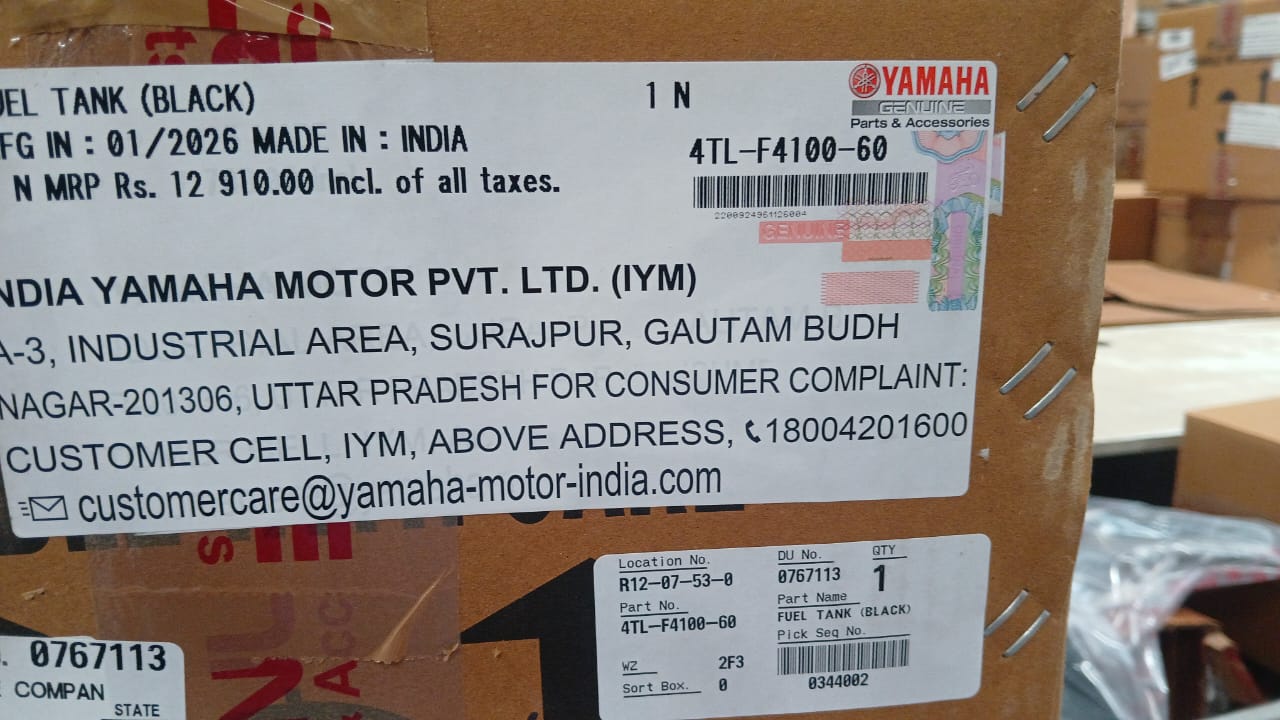 UEL TANK (BLACK) 1 N
YAMAHA
GENUINE
Parts & Accessories
FG IN : 01/2026 MADE IN : INDIA
4TL-F4100-60
N MRP Rs. 12 910.00 Incl. of all taxes.
2200924961126004
GENUINE
NDIA YAMAHA MOTOR PVT. LTD. (IYM)
A-3, INDUSTRIAL AREA, SURAJPUR, GAUTAM BUDH
NAGAR-201306, UTTAR PRADESH FOR CONSUMER COMPLAINT:
CUSTOMER CELL, IYM, ABOVE ADDRESS, 18004201600
customercare@yamaha-motor-india.com
Location No. DU No. QTY
R12-07-53-0 0767113 1
Part No. Part Name
4TL-F4100-60 FUEL TANK (BLACK)
Pick Seq No.
WZ 2F3
Sort Box. 0
0344002
. 0767113
COMPAN
STATE